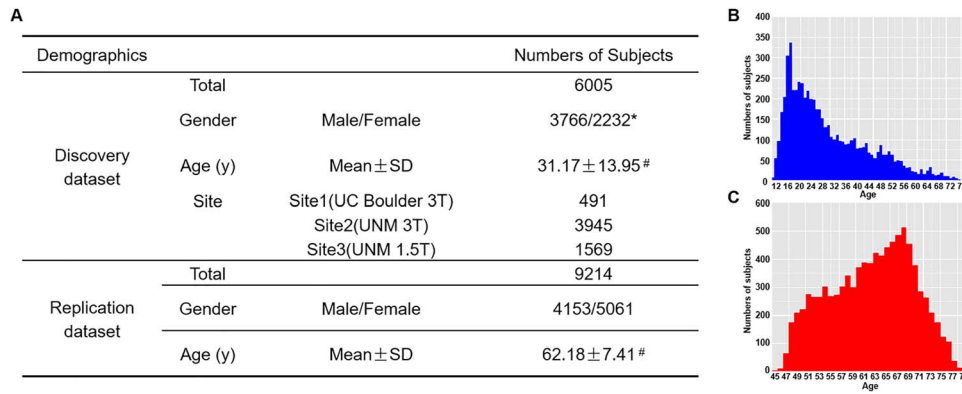 A
Demographics Numbers of Subjects
Total 6005
Gender Male/Female 3766/2232*
Discovery dataset
Age (y) Mean±SD 31.17±13.95 #
Site Site1(UC Boulder 3T) 491
Site2(UNM 3T) 3945
Site3(UNM 1.5T) 1569
Total 9214
Replication dataset
Gender Male/Female 4153/5061
Age (y) Mean±SD 62.18±7.41 #
B
Numbers of subjects
400
350
300
250
200
150
100
50
0
12 16 18 20 24 28 32 36 40 44 48 52 56 60 64 68 72 7
Age
C
Numbers of subjects
600
500
400
300
200
100
0
45 47 49 51 53 55 57 59 61 63 65 67 69 71 73 75 77 7
Age